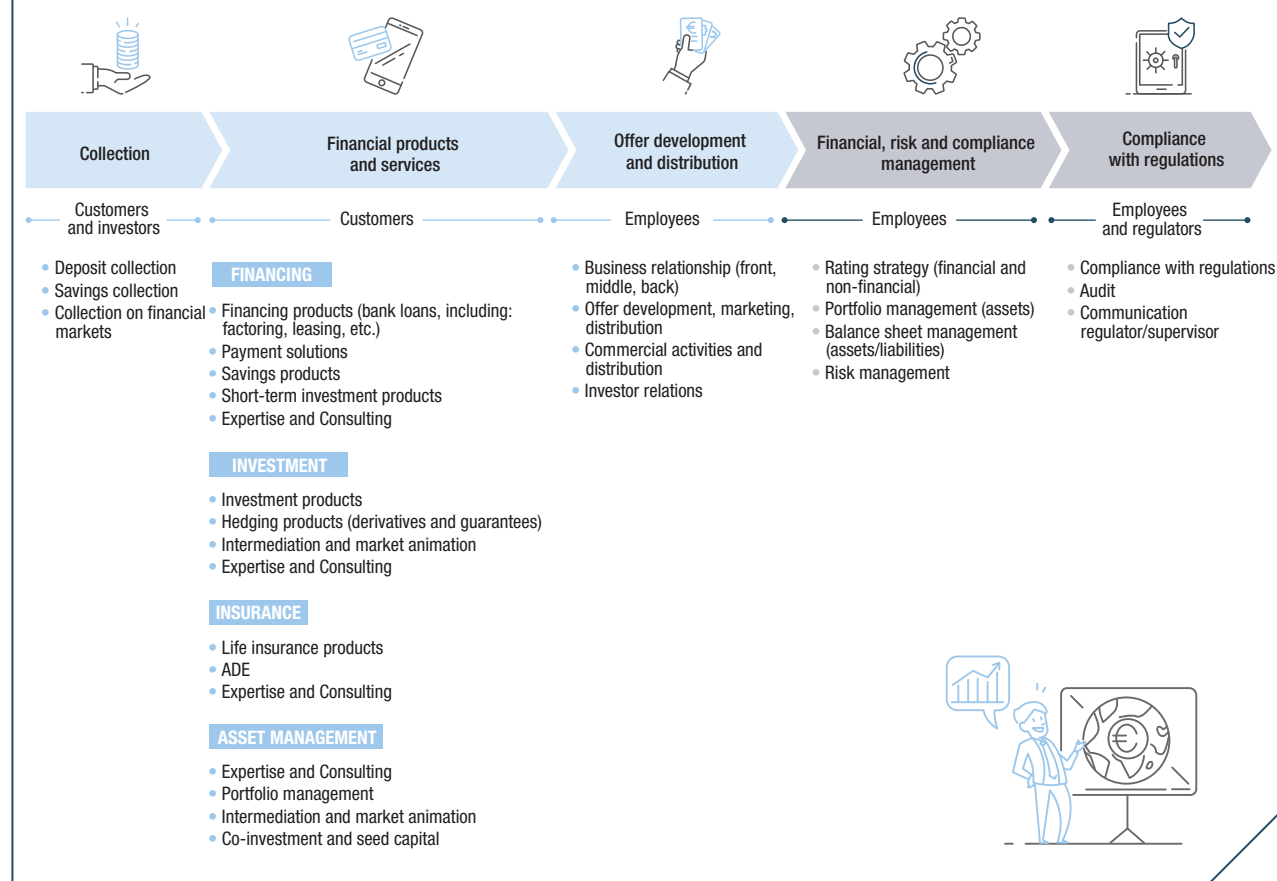 Collection
Financial products
and services
Offer development
and distribution
Financial, risk and compliance
management
Compliance
with regulations
Customers
and investors
Customers
Employees
Employees
Employees
and regulators
• Deposit collection
• Savings collection
• Collection on financial
markets
FINANCING
• Financing products (bank loans, including:
factoring, leasing, etc.)
• Payment solutions
• Savings products
• Short-term investment products
• Expertise and Consulting
INVESTMENT
• Investment products
• Hedging products (derivatives and guarantees)
• Intermediation and market animation
• Expertise and Consulting
INSURANCE
• Life insurance products
• ADE
• Expertise and Consulting
ASSET MANAGEMENT
• Expertise and Consulting
• Portfolio management
• Intermediation and market animation
• Co-investment and seed capital
• Business relationship (front,
middle, back)
• Offer development, marketing,
distribution
• Commercial activities and
distribution
• Investor relations
• Rating strategy (financial and
non-financial)
• Portfolio management (assets)
• Balance sheet management
(assets/liabilities)
• Risk management
• Compliance with regulations
• Audit
• Communication
regulator/supervisor
€
€